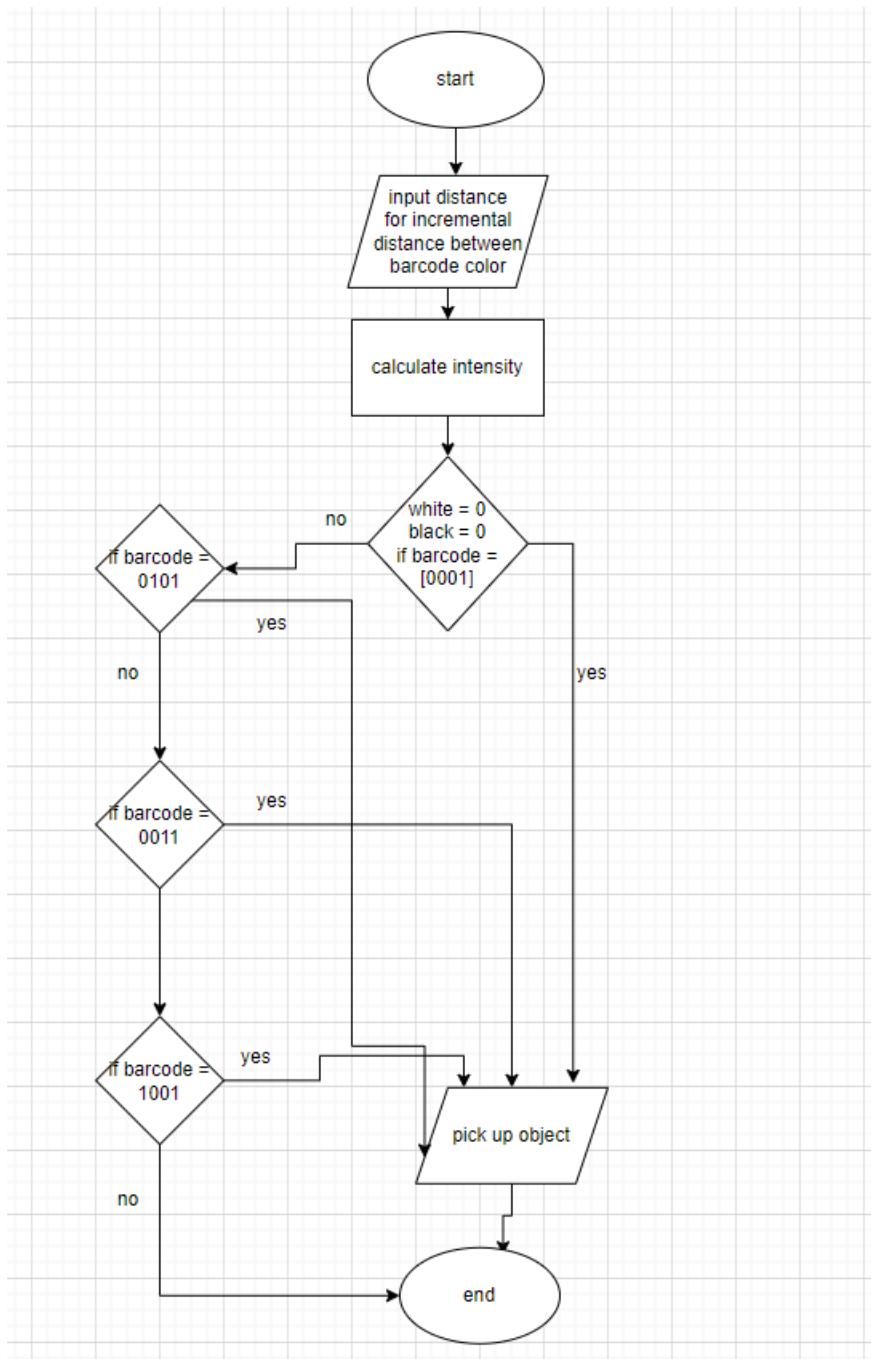 start
input distance
for incremental
distance between
barcode color
calculate intensity
white = 0
black = 0
if barcode =
[0001]
no
yes
if barcode =
0101
yes
no
if barcode =
0011
yes
if barcode =
1001
yes
no
pick up object
end